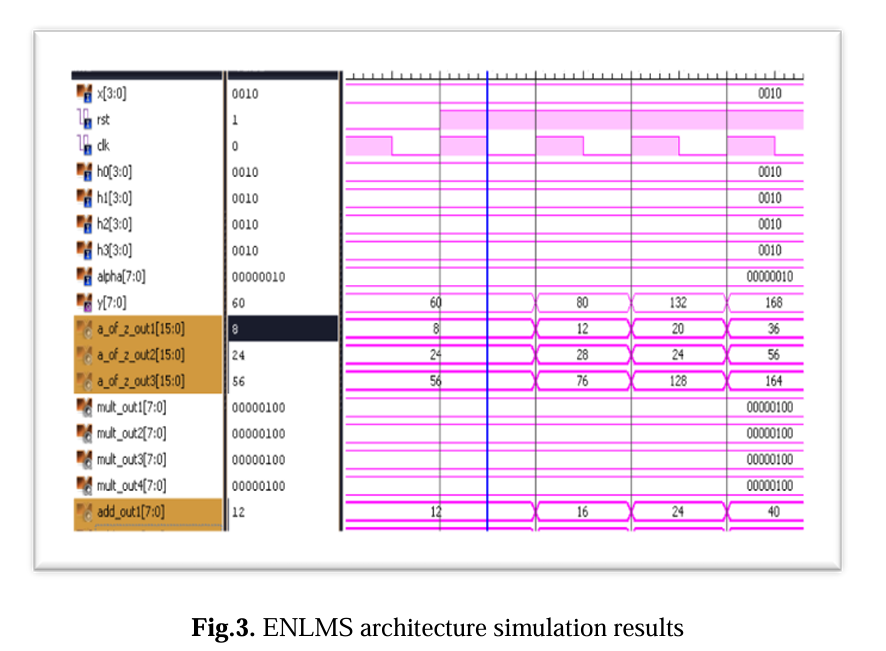 x[3:0] 0010 0010
rst 1
clk 0
h0[3:0] 0010 0010
h1[3:0] 0010 0010
h2[3:0] 0010 0010
h3[3:0] 0010 0010
alpha[7:0] 00000010 00000010
y[7:0] 60 60 80 132 168
a_of_z_out1[15:0] 8 8 12 20 36
a_of_z_out2[15:0] 24 24 28 24 56
a_of_z_out3[15:0] 56 56 76 128 164
mult_out1[7:0] 00000100 00000100
mult_out2[7:0] 00000100 00000100
mult_out3[7:0] 00000100 00000100
mult_out4[7:0] 00000100 00000100
add_out1[7:0] 12 12 16 24 40
Fig.3. ENLMS architecture simulation results